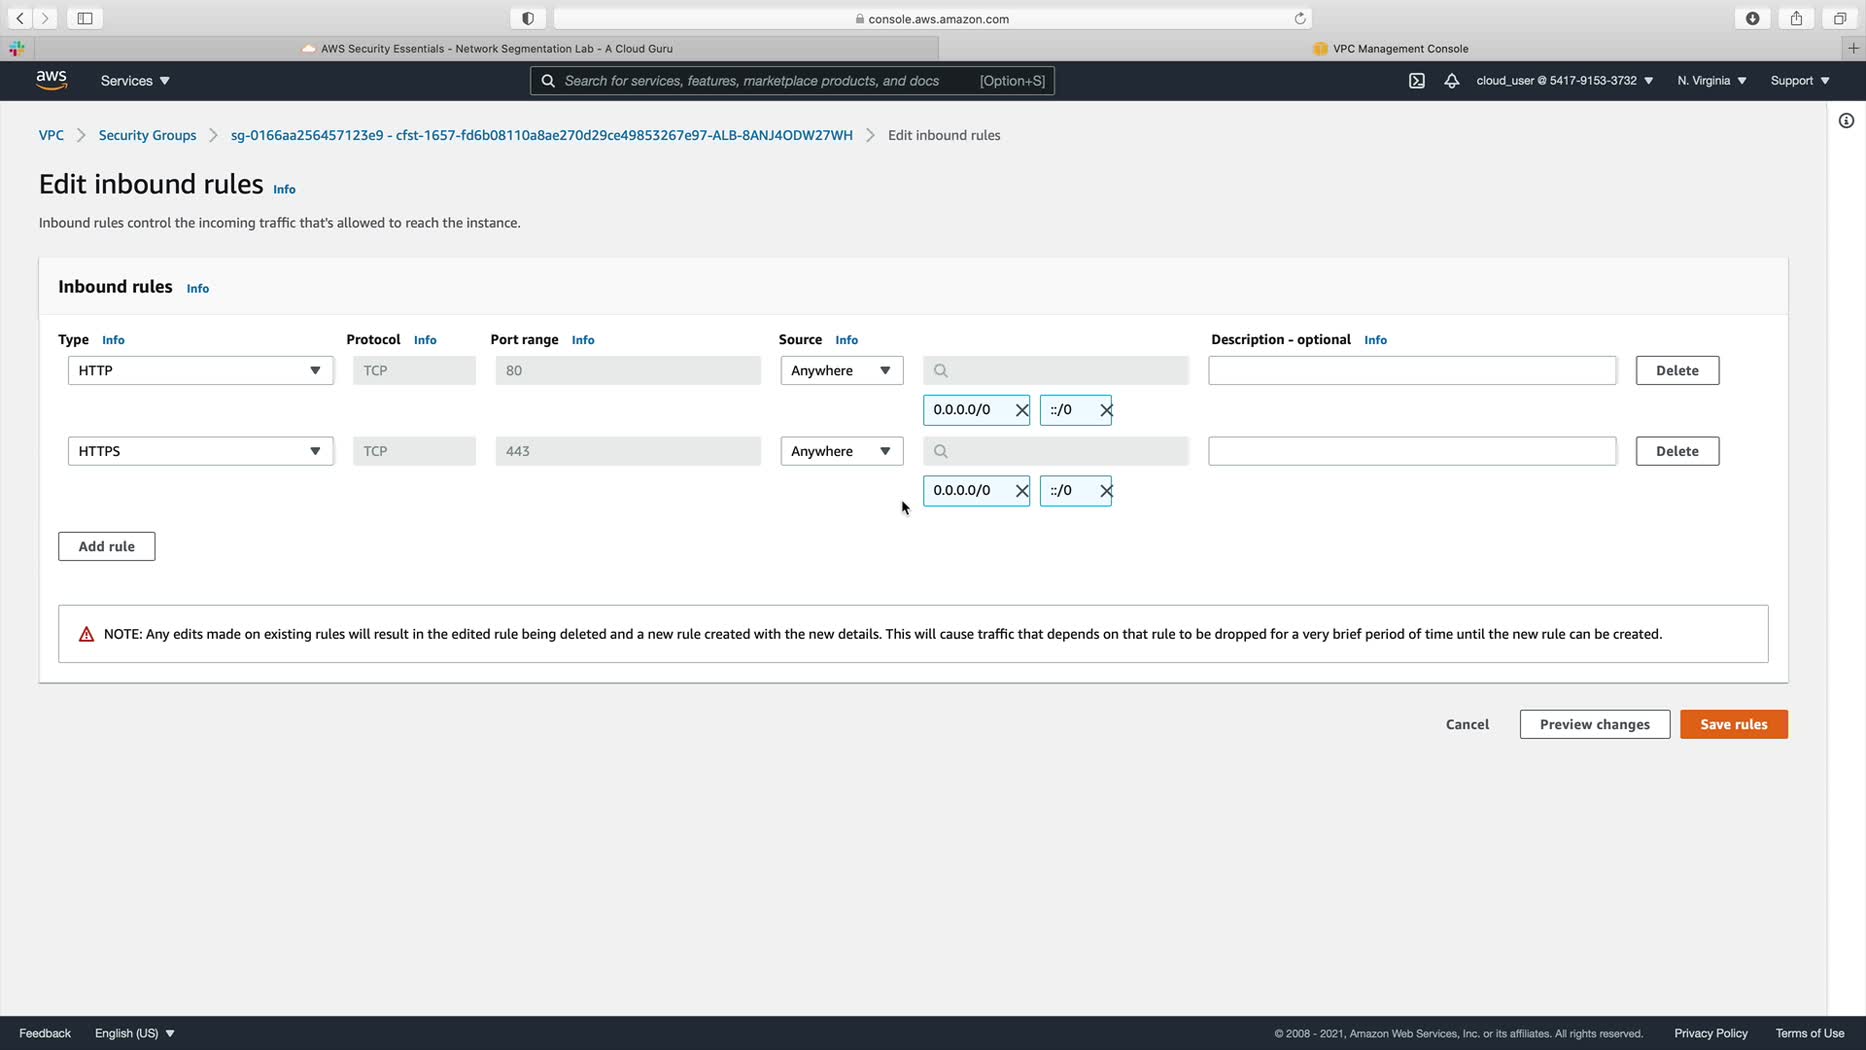 console.aws.amazon.com
AWS Security Essentials - Network Segmentation Lab - A Cloud Guru
VPC Management Console
aws
Services
Search for services, features, marketplace products, and docs [Option+S]
cloud_user @ 5417-9153-3732
N. Virginia
Support
VPC
Security Groups
sg-0166aa256457123e9 - cfst-1657-fd6b08110a8ae270d29ce49853267e97-ALB-8ANJ4ODW27WH
Edit inbound rules
Edit inbound rules Info
Inbound rules control the incoming traffic that's allowed to reach the instance.
Inbound rules Info
Type Info Protocol Info Port range Info Source Info Description - optional Info
HTTP TCP 80 Anywhere Delete
0.0.0.0/0 ::/0
HTTPS TCP 443 Anywhere Delete
0.0.0.0/0 ::/0
Add rule
NOTE: Any edits made on existing rules will result in the edited rule being deleted and a new rule created with the new details. This will cause traffic that depends on that rule to be dropped for a very brief period of time until the new rule can be created.
Cancel Preview changes Save rules
Feedback English (US) © 2008 - 2021, Amazon Web Services, Inc. or its affiliates. All rights reserved. Privacy Policy Terms of Use